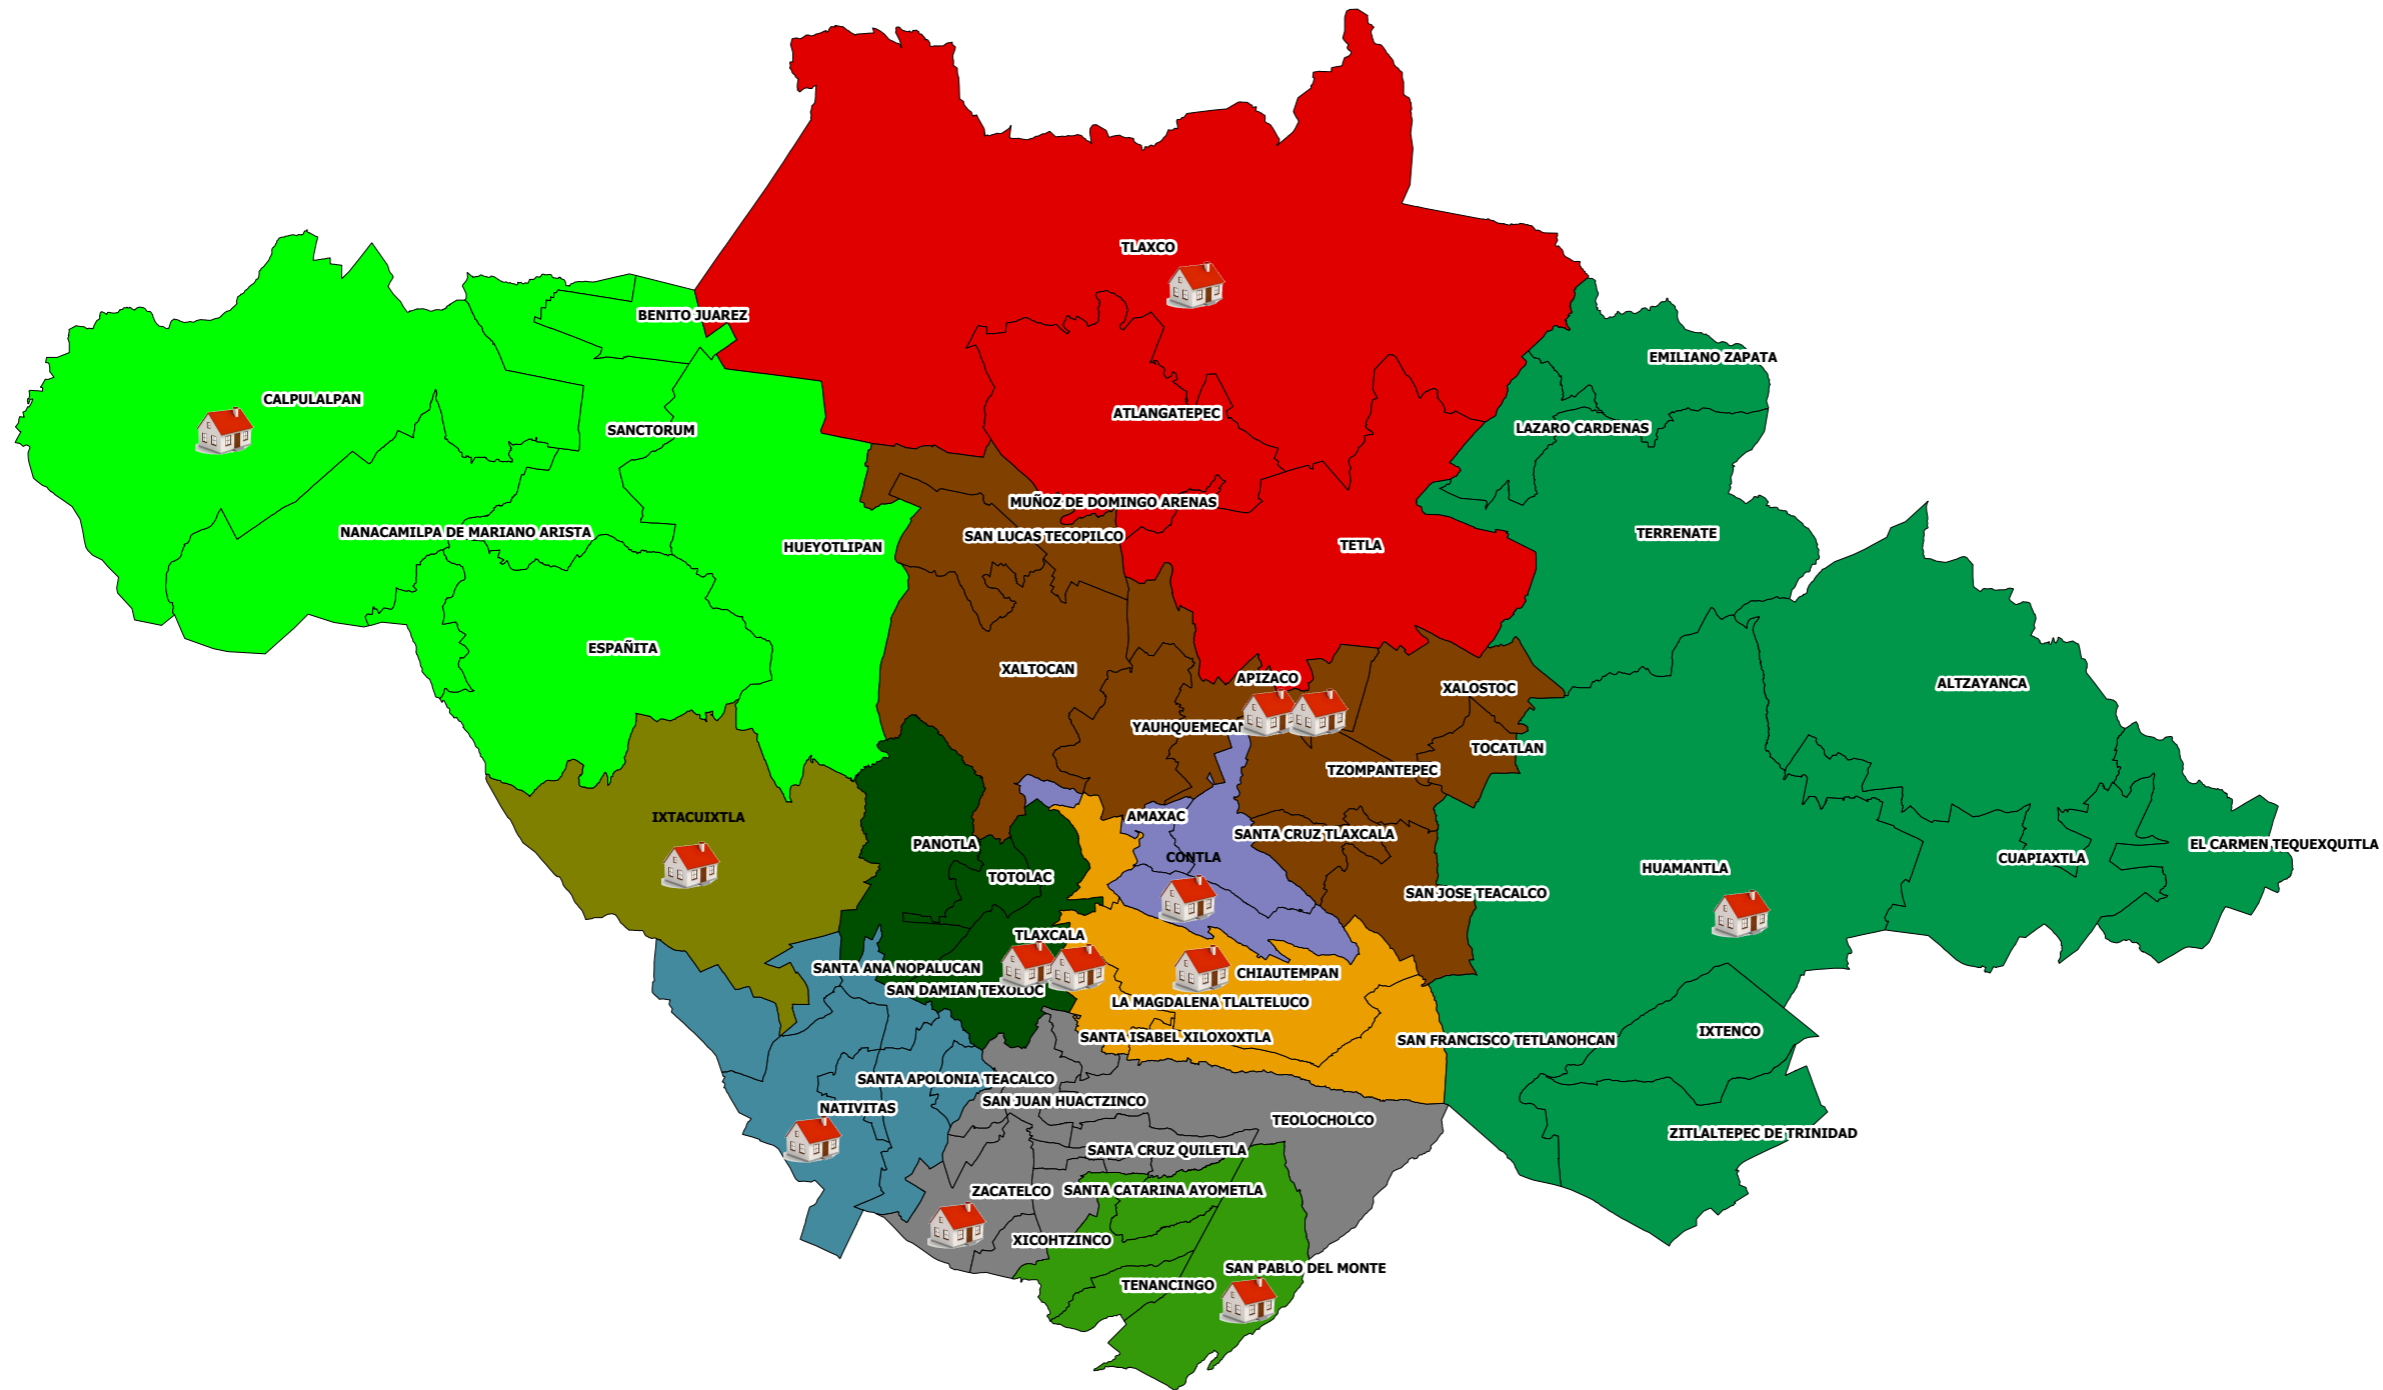 TLAXCO
BENITO JUAREZ
EMILIANO ZAPATA
CALPULALPAN
ATLANGATEPEC
SANCTORUM
LAZARO CARDENAS
MUÑOZ DE DOMINGO ARENAS
NANACAMILPA DE MARIANO ARISTA
SAN LUCAS TECOPILCO
HUEYOTLIPAN
TETLA
TERRENATE
ESPAÑITA
XALTOCAN
APIZACO
XALOSTOC
ALTZAYANCA
YAUHQUEMECAN
TOCATLAN
TZOMPANTEPEC
IXTACUIXTLA
AMAXAC
SANTA CRUZ TLAXCALA
PANOTLA
CONTLA
EL CARMEN TEQUEXQUITLA
CUAPIAXTLA
HUAMANTLA
TOTOLAC
SAN JOSE TEACALCO
TLAXCALA
SANTA ANA NOPALUCAN
CHIAUTEMPAN
SAN DAMIAN TEXOLOC
LA MAGDALENA TLALTELUCO
SANTA ISABEL XILOXOXTLA
SAN FRANCISCO TETLANOHCAN
IXTENCO
SANTA APOLONIA TEACALCO
SAN JUAN HUACTZINCO
NATIVITAS
TEOLOCHOLCO
ZITLALTEPEC DE TRINIDAD
SANTA CRUZ QUILETLA
ZACATELCO
SANTA CATARINA AYOMETLA
XICOHTZINCO
SAN PABLO DEL MONTE
TENANCINGO